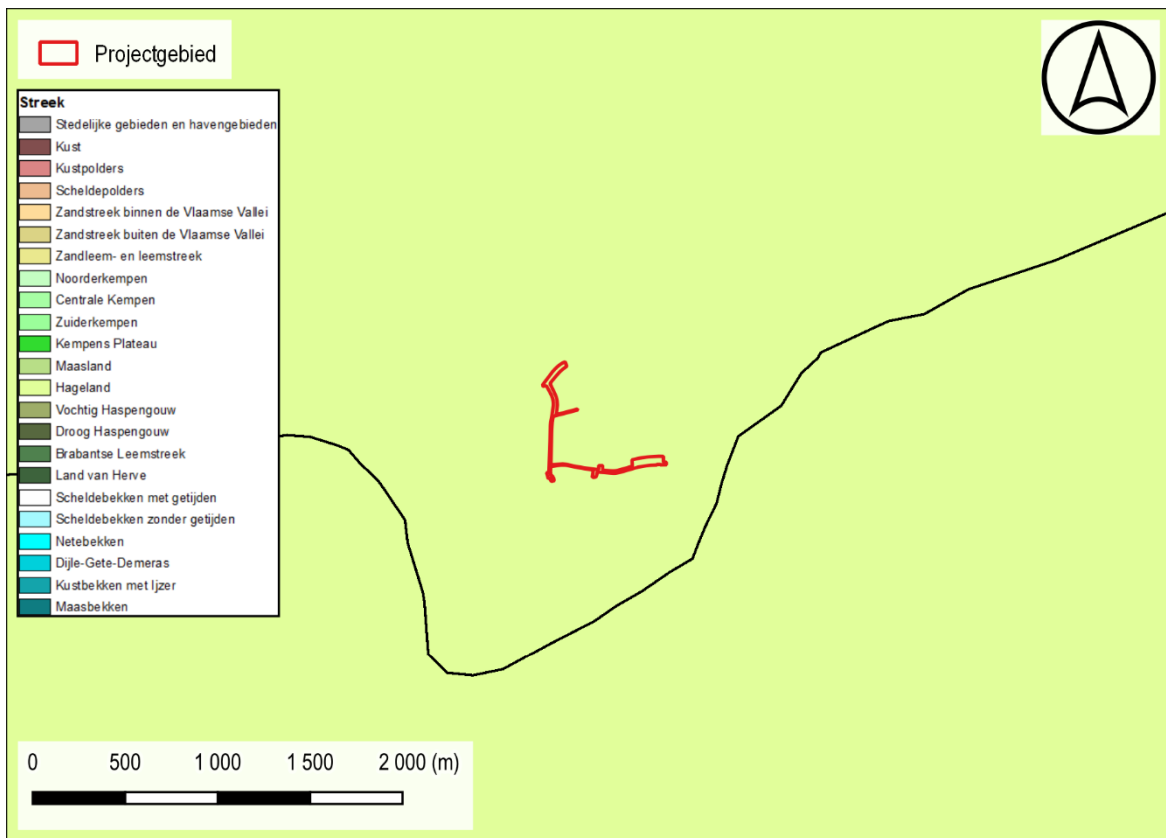 Projectgebied
Streek
Stedelijke gebieden en havengebieden
Kust
Kustpolders
Scheldepolders
Zandstreek binnen de Vlaamse Vallei
Zandstreek buiten de Vlaamse Vallei
Zandleem- en leemstreek
Noorderkempen
Centrale Kempen
Zuiderkempen
Kempens Plateau
Maasland
Hageland
Vochtig Haspengouw
Droog Haspengouw
Brabantse Leemstreek
Land van Herve
Scheldebekken met getijden
Scheldebekken zonder getijden
Netebekken
Dijle-Gete-Demeras
Kustbekken met Ijzer
Maasbekken
0 500 1 000 1 500 2 000 (m)